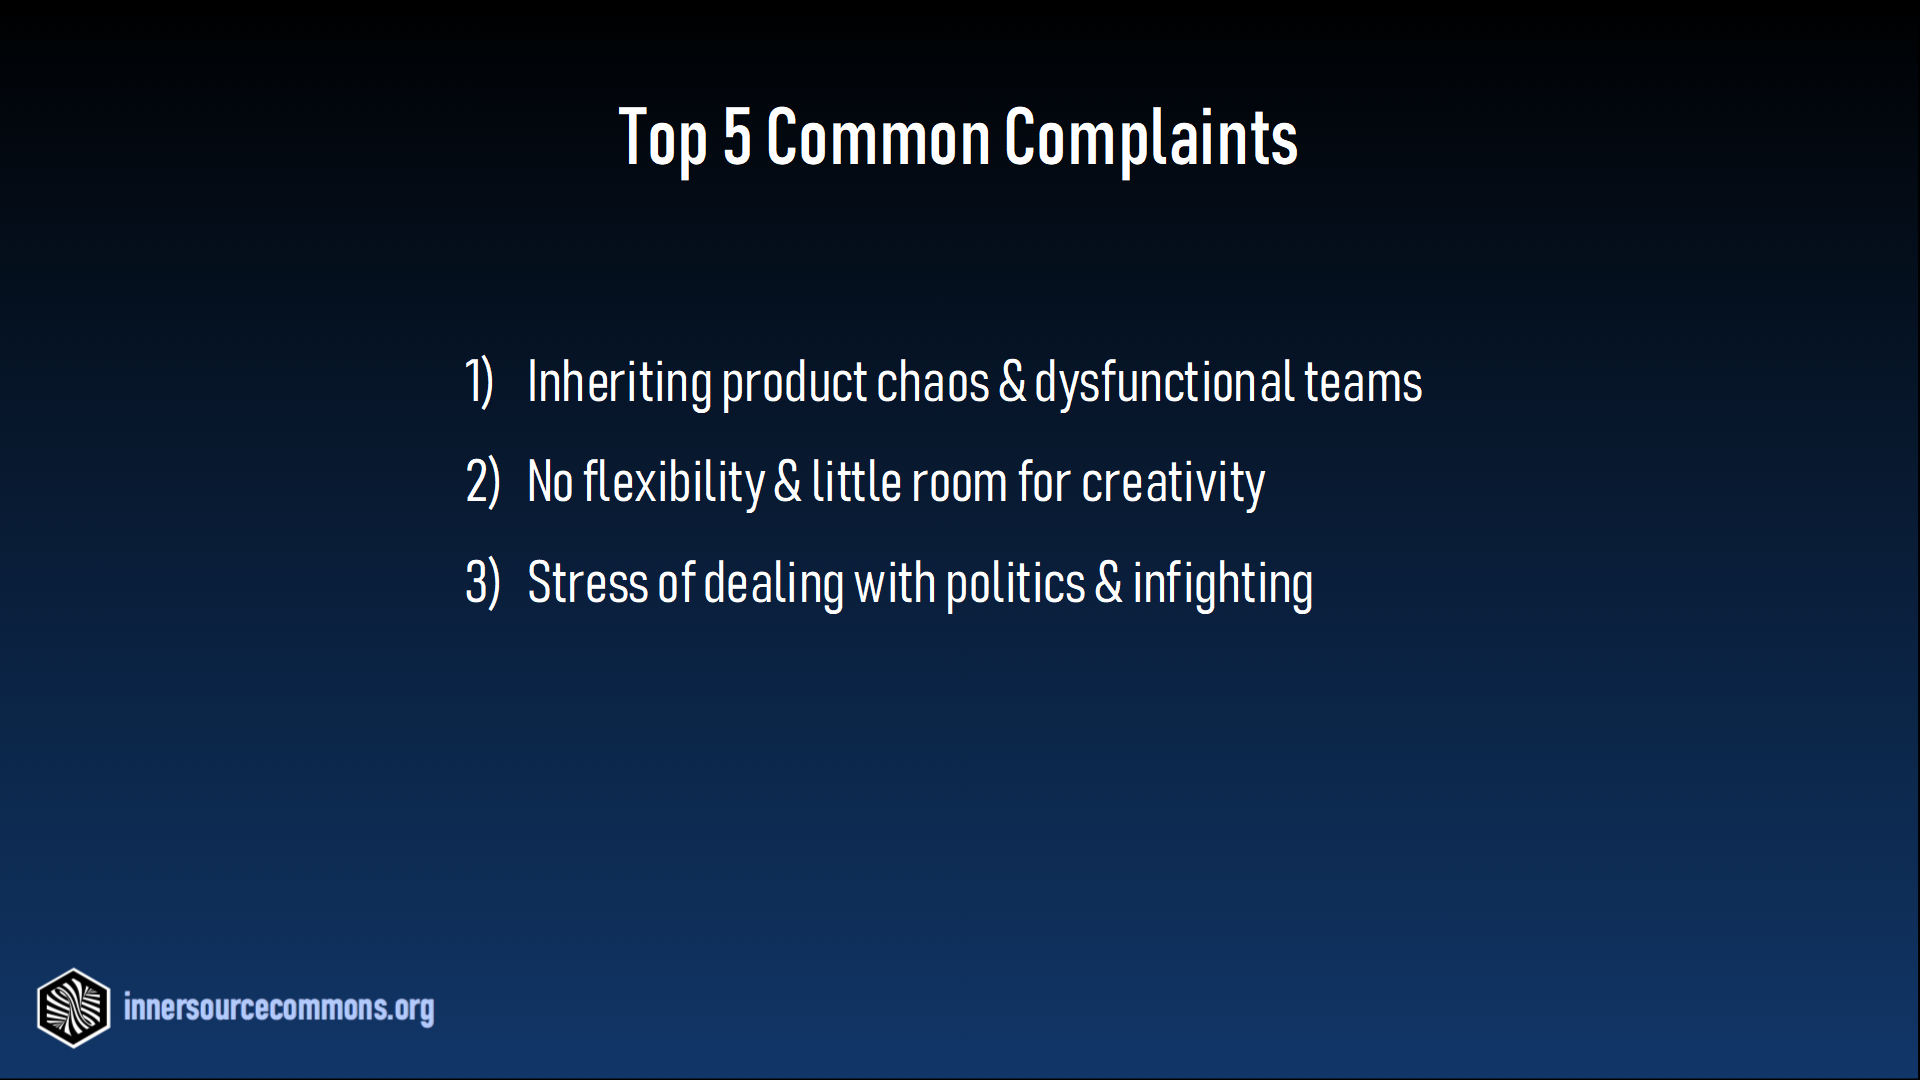 Top 5 Common Complaints
1) Inheriting product chaos & dysfunctional teams
2) No flexibility & little room for creativity
3) Stress of dealing with politics & infighting
innersourcecommons.org